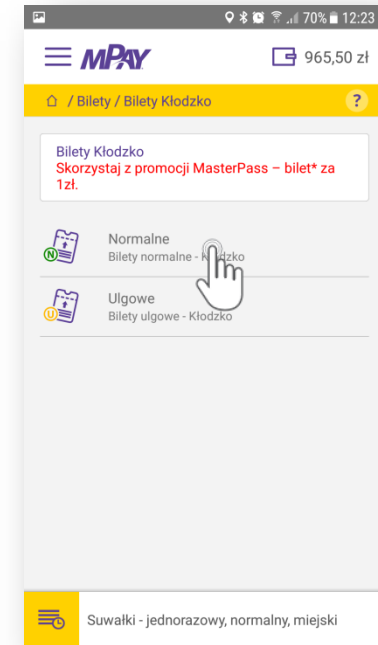 70% 12:23
mPAY 965,50 zł
/ Bilety / Bilety Kłodzko ?
Bilety Kłodzko
Skorzystaj z promocji MasterPass – bilet* za
1zł.
Normalne
N Bilety normalne - Kłodzko
Ulgowe
U Bilety ulgowe - Kłodzko
Suwałki - jednorazowy, normalny, miejski